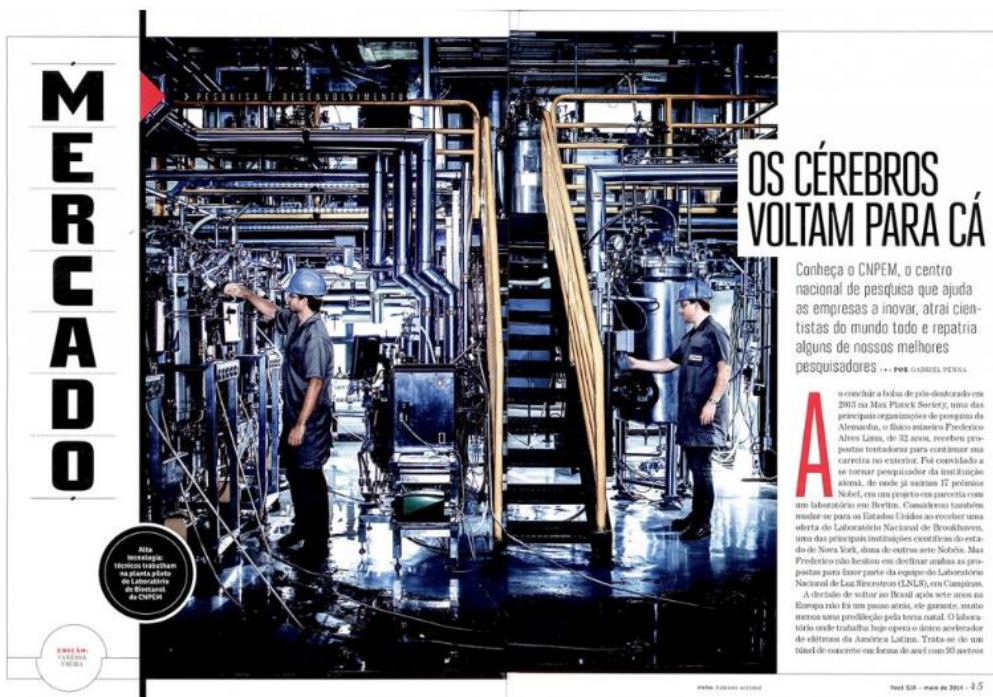 MERCADO
> PESQUISA E DESENVOLVIMENTO
OS CÉREBROS
VOLTAM PARA CÁ
Conheça o CNPEM, o centro
nacional de pesquisa que ajuda
as empresas a inovar, atrai cien-
tistas do mundo todo e repatria
alguns de nossos melhores
pesquisadores ••• POR GABRIEL PENNA
Ao concluir a bolsa de pós-doutorado em
2003 na Max Planck Society, uma das
principais organizações de pesquisa da
Alemanha, o físico mineiro Frederico
Alves Lima, de 32 anos, recebeu pro-
postas tentadoras para continuar sua
carreira no exterior. Foi convidado a
se tornar pesquisador da instituição
alemã, de onde já saíram 17 prêmios
Nobel, em um projeto em parceria com
um laboratório em Berlim. Considerou também
mudar-se para os Estados Unidos ao receber uma
oferta do Laboratório Nacional de Brookhaven,
uma das principais instituições científicas do esta-
do de Nova York, dona de outros sete Nobéis. Mas
Frederico não hesitou em declinar ambas as pro-
postas para fazer parte da equipe do Laboratório
Nacional de Luz Síncrotron (LNLS), em Campinas.
A decisão de voltar ao Brasil após sete anos na
Europa não foi um passo atrás, ele garante, muito
menos uma predileção pela terra natal. O labora-
tório onde trabalha hoje opera o único acelerador
de elétrons da América Latina. Trata-se de um
túnel de concreto em forma de anel com 93 metros
Alta
tecnologia:
técnicos trabalham
na planta piloto
do Laboratório
de Bioetanol
do CNPEM
EDIÇÃO:
VANESSA
VIEIRA
FOTO:
Você S/A - maio de 2014 - 45